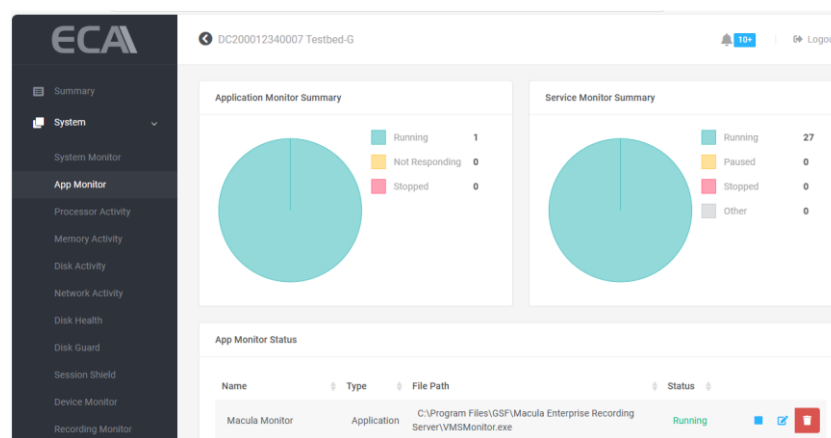 ECA
DC200012340007 Testbed-G
10+
Logou
Summary
System
System Monitor
App Monitor
Processor Activity
Memory Activity
Disk Activity
Network Activity
Disk Health
Disk Guard
Session Shield
Device Monitor
Recording Monitor
Application Monitor Summary
Running 1
Not Responding 0
Stopped 0
Service Monitor Summary
Running 27
Paused 0
Stopped 0
Other 0
App Monitor Status
Name Type File Path Status
Macula Monitor Application C:\Program Files\GSF\Macula Enterprise Recording
Server\VMSMonitor.exe Running